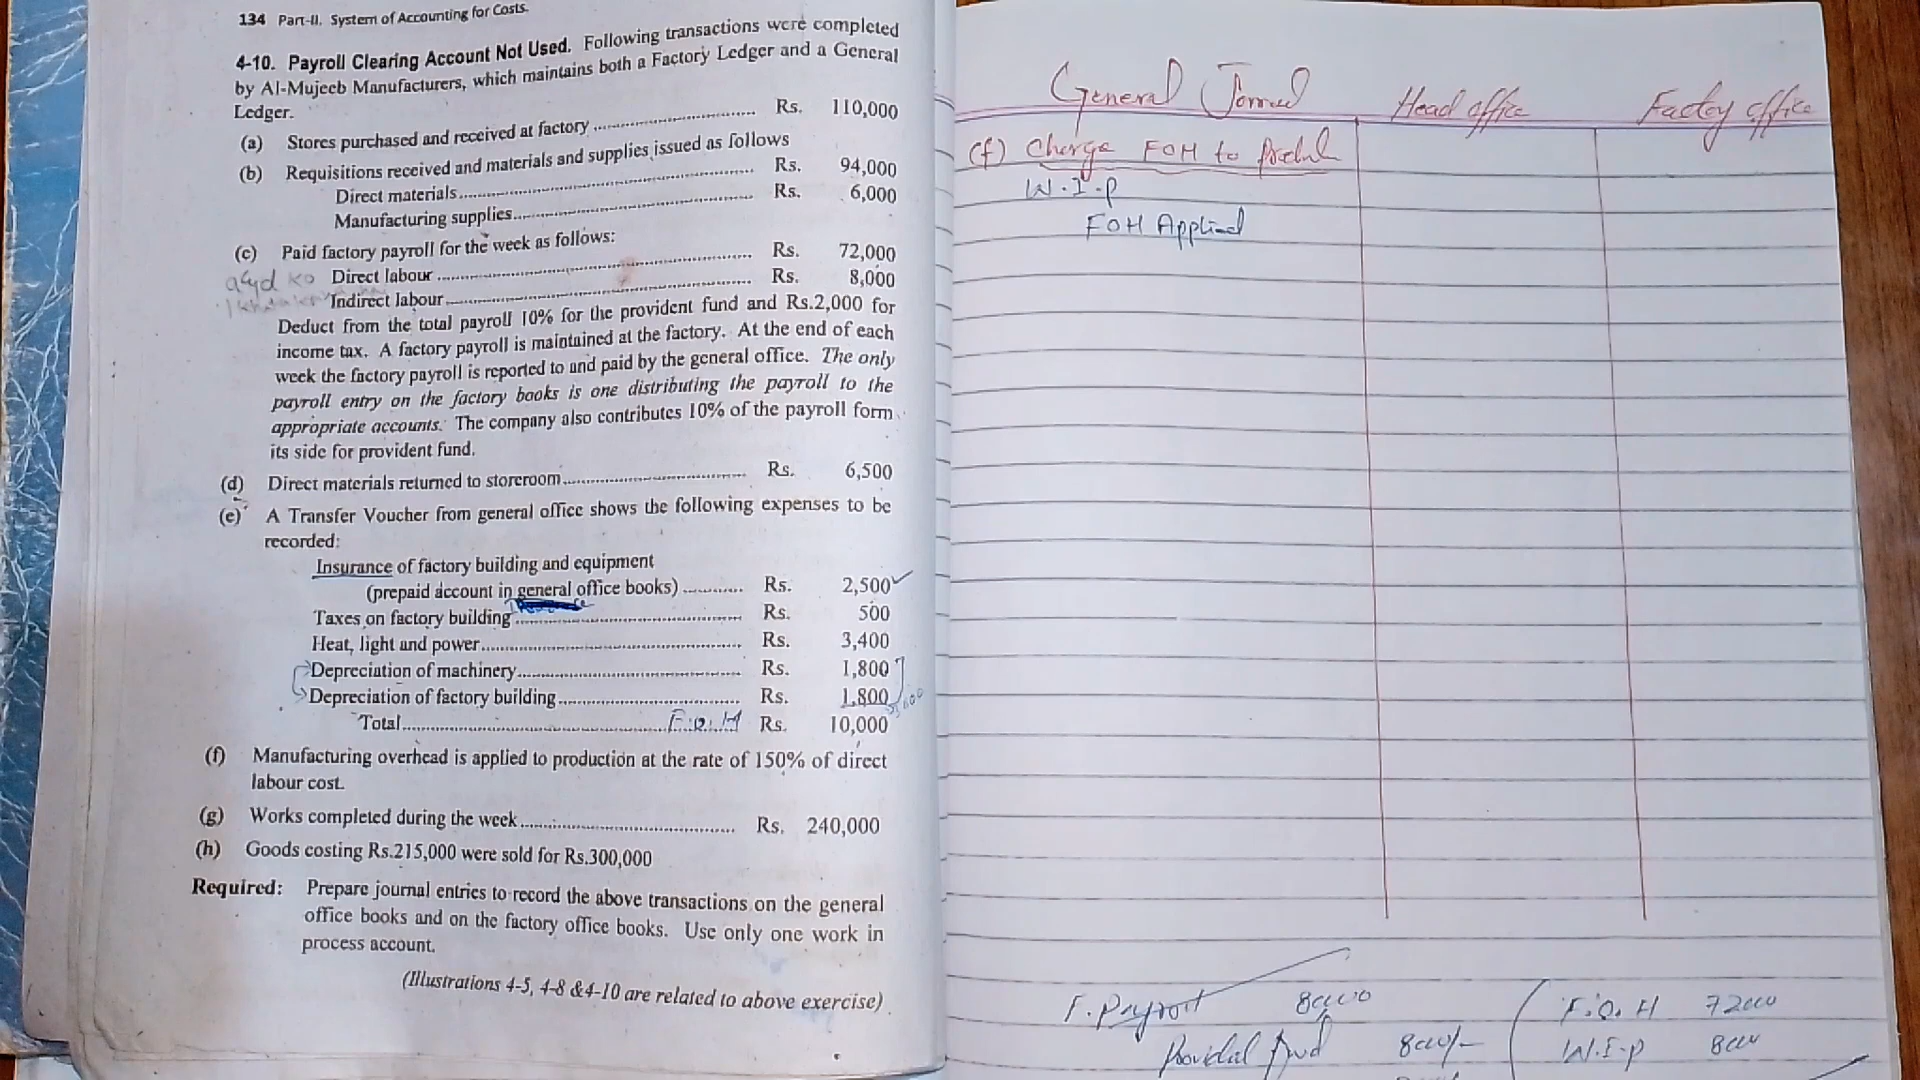 134 Part-II. System of Accounting for Costs.
4-10. Payroll Clearing Account Not Used. Following transactions were completed
by Al-Mujeeb Manufacturers, which maintains both a Factory Ledger and a General
Ledger.
(a) Stores purchased and received at factory Rs. 110,000
(b) Requisitions received and materials and supplies issued as follows
Direct materials Rs. 94,000
Manufacturing supplies Rs. 6,000
(c) Paid factory payroll for the week as follows:
Direct labour Rs. 72,000
Indirect labour Rs. 8,000
Deduct from the total payroll 10% for the provident fund and Rs.2,000 for
income tax. A factory payroll is maintained at the factory. At the end of each
week the factory payroll is reported to and paid by the general office. The only
payroll entry on the factory books is one distributing the payroll to the
appropriate accounts. The company also contributes 10% of the payroll form
its side for provident fund.
(d) Direct materials returned to storeroom Rs. 6,500
(e) A Transfer Voucher from general office shows the following expenses to be
recorded:
Insurance of factory building and equipment
(prepaid account in general office books) Rs. 2,500
Taxes on factory building Rs. 500
Heat, light and power Rs. 3,400
Depreciation of machinery Rs. 1,800
Depreciation of factory building Rs. 1,800
Total F.O.H Rs. 10,000
(f) Manufacturing overhead is applied to production at the rate of 150% of direct
labour cost.
(g) Works completed during the week Rs. 240,000
(h) Goods costing Rs.215,000 were sold for Rs.300,000
Required: Prepare journal entries to record the above transactions on the general
office books and on the factory office books. Use only one work in
process account.
(Illustrations 4-5, 4-8 &4-10 are related to above exercise)
General Journal Head office Factory office
(f) Charge FOH to
W.I.P
FOH Applied
F. Payroll 80000
Fund 8000/-
F.O.H 72000
W.I.P 8000